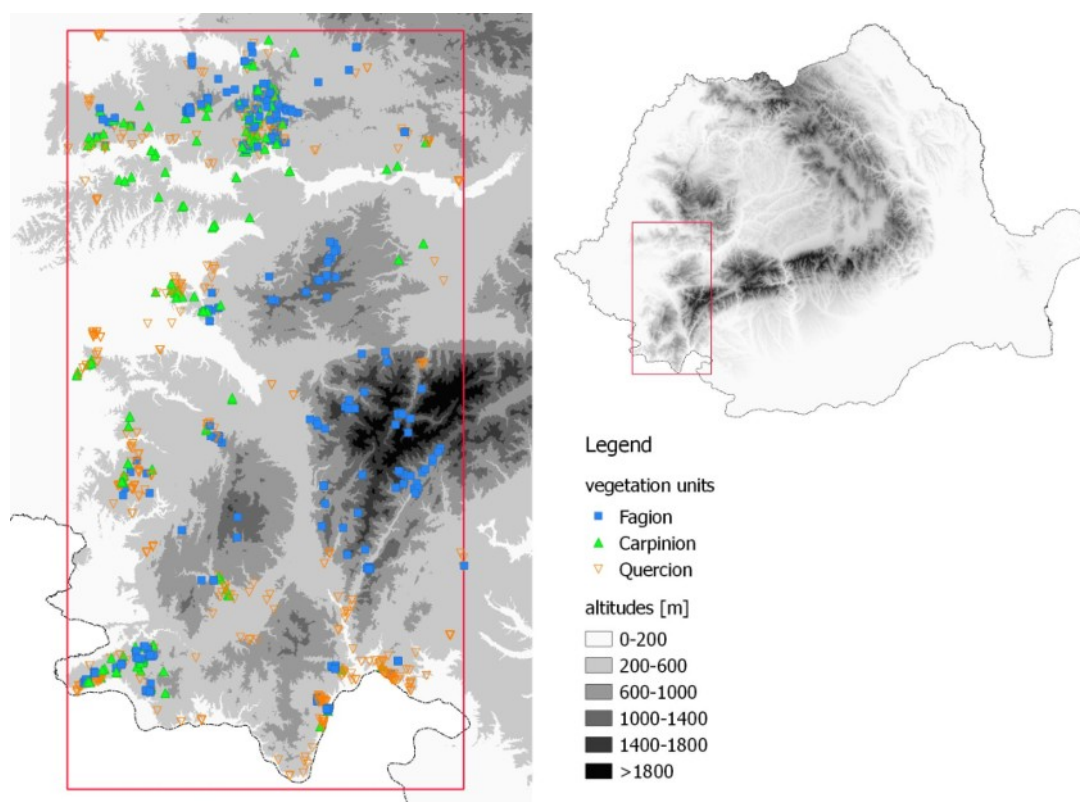 Legend
vegetation units
Fagion
Carpinion
Quercion
altitudes [m]
0-200
200-600
600-1000
1000-1400
1400-1800
>1800